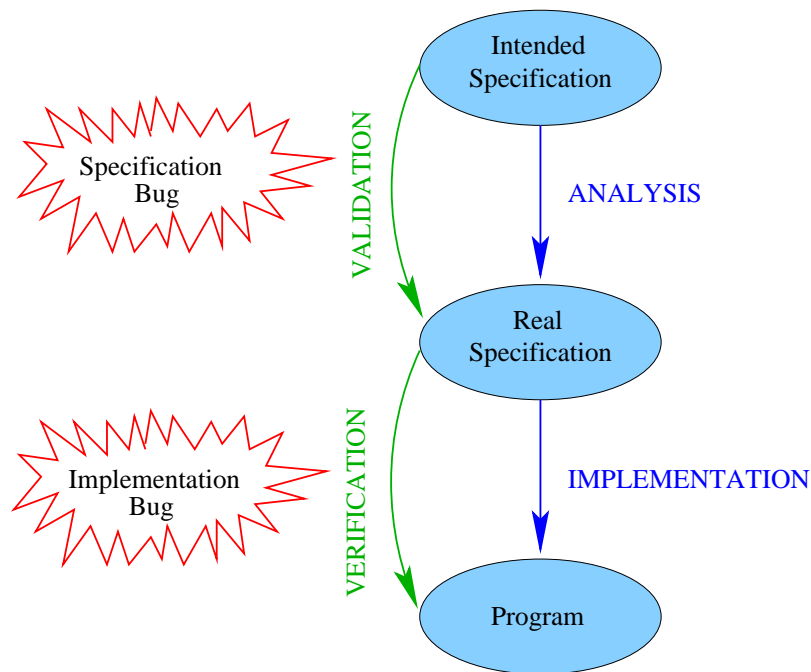 Intended
Specification
Specification
Bug
VALIDATION
ANALYSIS
Real
Specification
Implementation
Bug
VERIFICATION
IMPLEMENTATION
Program